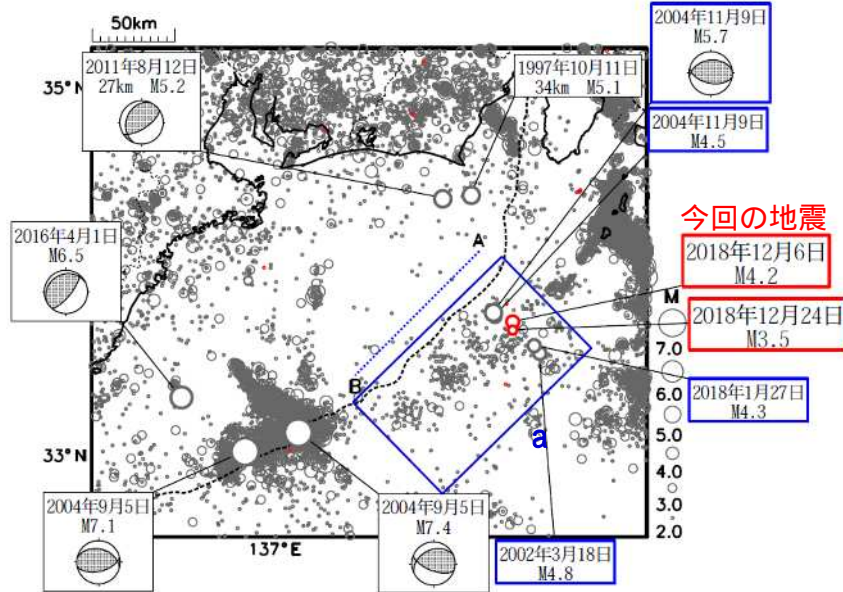 50km
2004年11月9日
M5.7
35°N
2011年8月12日
27km M5.2
1997年10月11日
34km M5.1
2004年11月9日
M4.5
今回の地震
2016年4月1日
M6.5
A
2018年12月6日
M4.2
M
2018年12月24日
M3.5
7.0
B
6.0
2018年1月27日
M4.3
5.0
a
33°N
4.0
3.0
2004年9月5日
M7.1
2004年9月5日
M7.4
2.0
137°E
2002年3月18日
M4.8